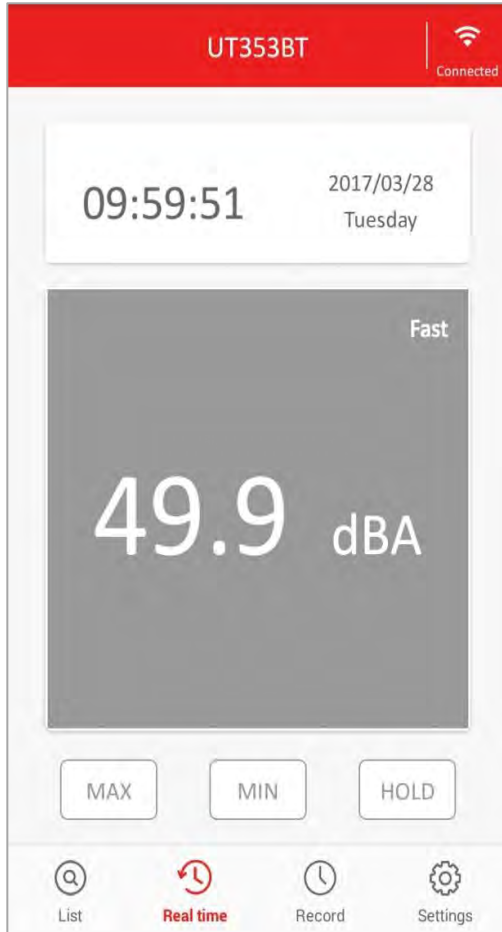 UT353BT
Connected
09:59:51
2017/03/28
Tuesday
Fast
49.9 dBA
MAX MIN HOLD
List Real time Record Settings